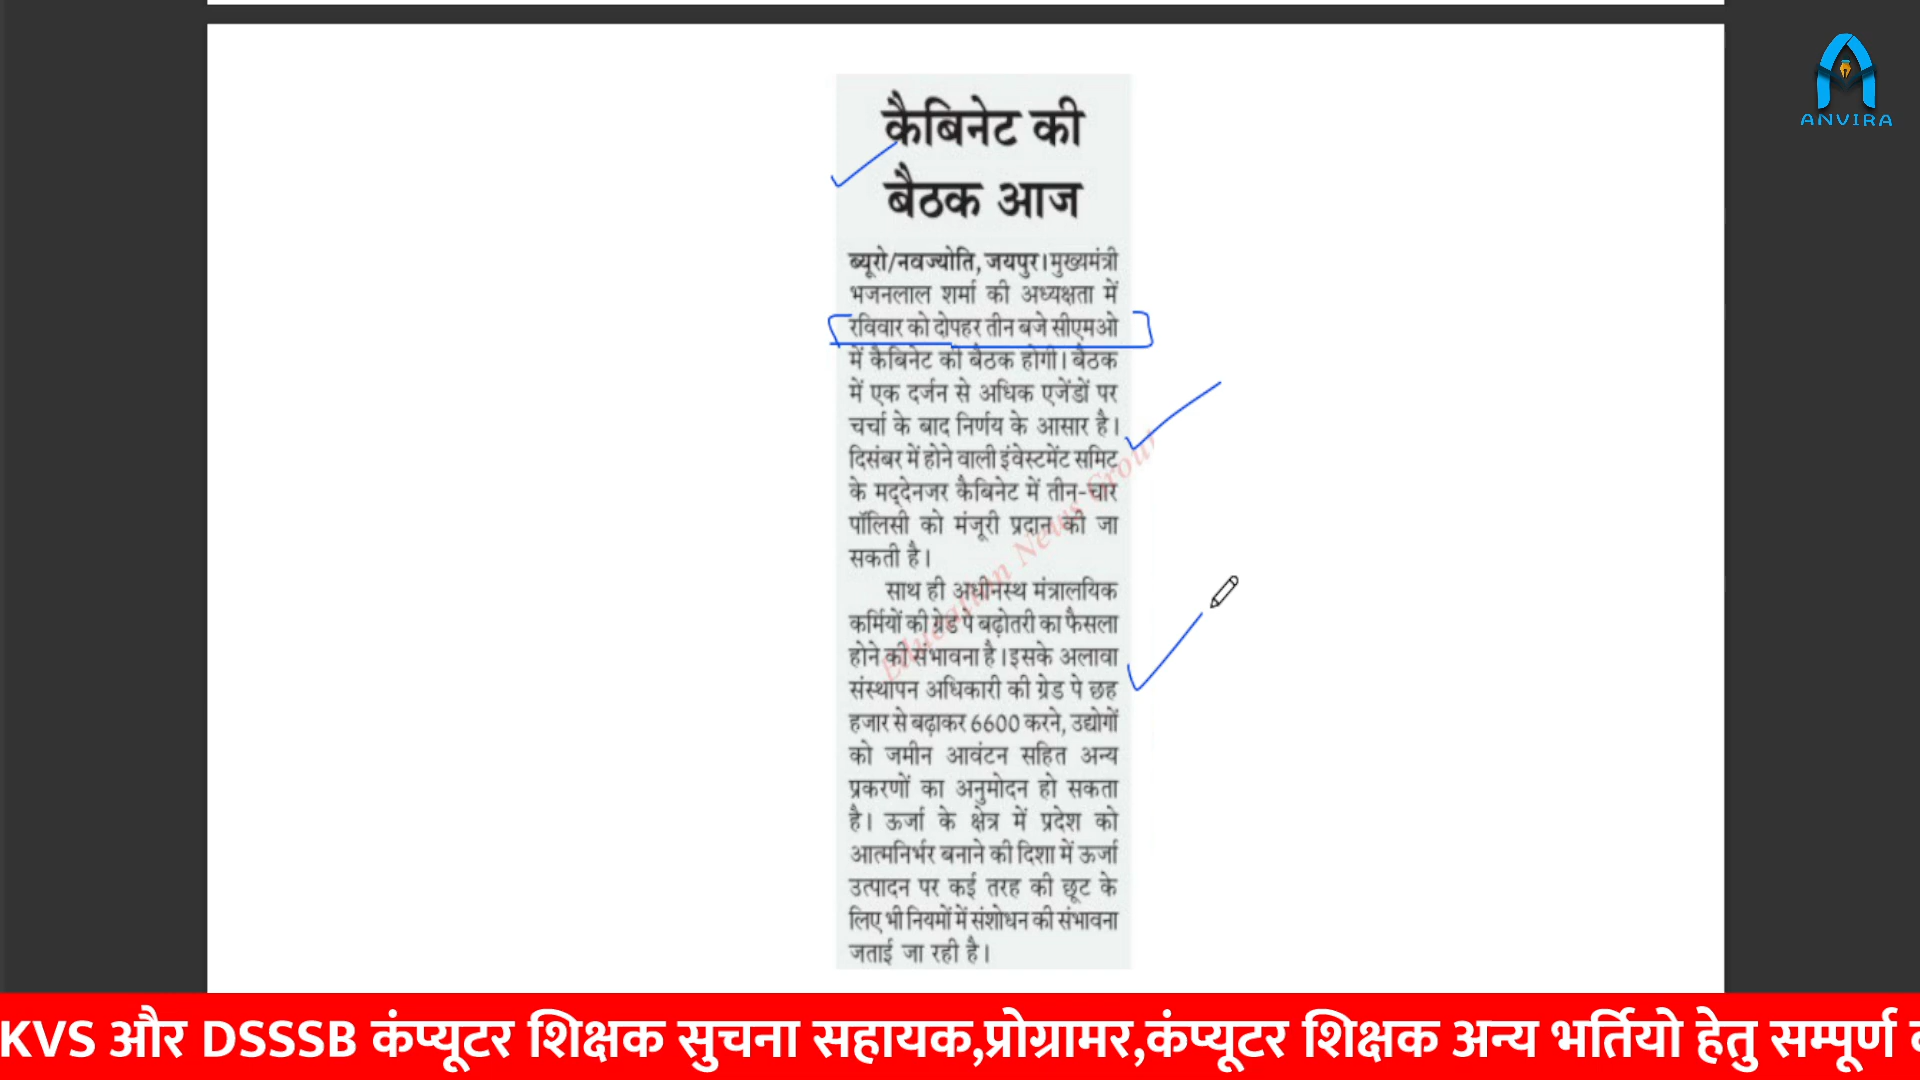 कैबिनेट की
बैठक आज
ब्यूरो/नवज्योति, जयपुर। मुख्यमंत्री
भजनलाल शर्मा की अध्यक्षता में
रविवार को दोपहर तीन बजे सीएमओ
में कैबिनेट की बैठक होगी। बैठक
में एक दर्जन से अधिक एजेंडों पर
चर्चा के बाद निर्णय के आसार है।
दिसंबर में होने वाली इंवेस्टमेंट समिट
के मद्देनजर कैबिनेट में तीन-चार
पॉलिसी को मंजूरी प्रदान की जा
सकती है।
साथ ही अधीनस्थ मंत्रालयिक
कर्मियों की ग्रेड पे बढ़ोतरी का फैसला
होने की संभावना है। इसके अलावा
संस्थापन अधिकारी की ग्रेड पे छह
हजार से बढ़ाकर 6600 करने, उद्योगों
को जमीन आवंटन सहित अन्य
प्रकरणों का अनुमोदन हो सकता
है। ऊर्जा के क्षेत्र में प्रदेश को
आत्मनिर्भर बनाने की दिशा में ऊर्जा
उत्पादन पर कई तरह की छूट के
लिए भी नियमों में संशोधन की संभावना
जताई जा रही है।
Education News Grou
ANVIRA
KVS और DSSSB कंप्यूटर शिक्षक सुचना सहायक,प्रोग्रामर,कंप्यूटर शिक्षक अन्य भर्तियो हेतु सम्पूर्ण